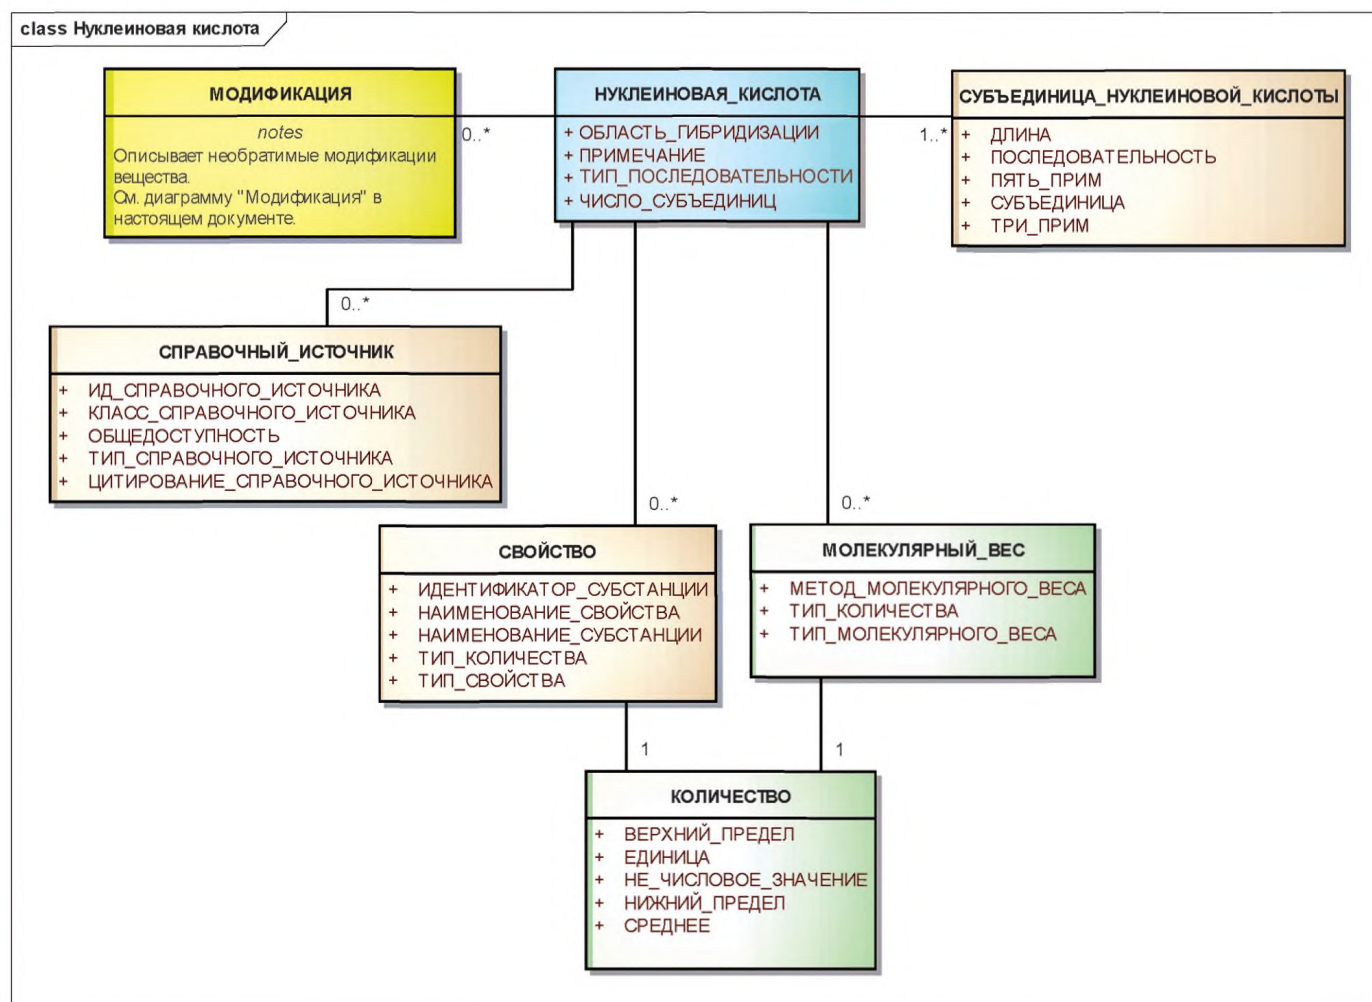 class Нуклеиновая кислота
МОДИФИКАЦИЯ
notes
Описывает необратимые модификации
вещества.
См. диаграмму "Модификация" в
настоящем документе.
0..*
НУКЛЕИНОВАЯ_КИСЛОТА
+ ОБЛАСТЬ_ГИБРИДИЗАЦИИ
+ ПРИМЕЧАНИЕ
+ ТИП_ПОСЛЕДОВАТЕЛЬНОСТИ
+ ЧИСЛО_СУБЪЕДИНИЦ
1..*
СУБЪЕДИНИЦА_НУКЛЕИНОВОЙ_КИСЛОТЫ
+ ДЛИНА
+ ПОСЛЕДОВАТЕЛЬНОСТЬ
+ ПЯТЬ_ПРИМ
+ СУБЪЕДИНИЦА
+ ТРИ_ПРИМ
0..*
СПРАВОЧНЫЙ_ИСТОЧНИК
+ ИД_СПРАВОЧНОГО_ИСТОЧНИКА
+ КЛАСС_СПРАВОЧНОГО_ИСТОЧНИКА
+ ОБЩЕДОСТУПНОСТЬ
+ ТИП_СПРАВОЧНОГО_ИСТОЧНИКА
+ ЦИТИРОВАНИЕ_СПРАВОЧНОГО_ИСТОЧНИКА
0..*
СВОЙСТВО
+ ИДЕНТИФИКАТОР_СУБСТАНЦИИ
+ НАИМЕНОВАНИЕ_СВОЙСТВА
+ НАИМЕНОВАНИЕ_СУБСТАНЦИИ
+ ТИП_КОЛИЧЕСТВА
+ ТИП_СВОЙСТВА
0..*
МОЛЕКУЛЯРНЫЙ_ВЕС
+ МЕТОД_МОЛЕКУЛЯРНОГО_ВЕСА
+ ТИП_КОЛИЧЕСТВА
+ ТИП_МОЛЕКУЛЯРНОГО_ВЕСА
1
1
КОЛИЧЕСТВО
+ ВЕРХНИЙ_ПРЕДЕЛ
+ ЕДИНИЦА
+ НЕ_ЧИСЛОВОЕ_ЗНАЧЕНИЕ
+ НИЖНИЙ_ПРЕДЕЛ
+ СРЕДНЕЕ